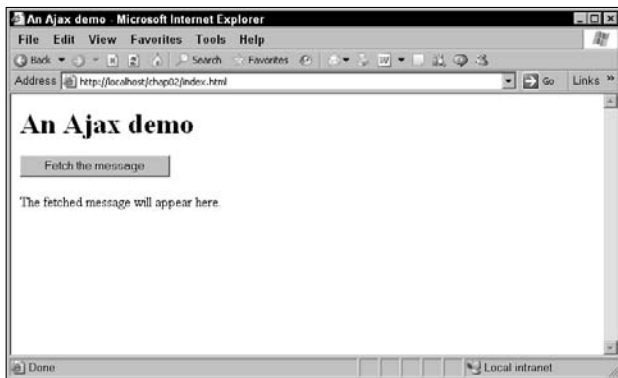 An Ajax demo - Microsoft Internet Explorer
File Edit View Favorites Tools Help
Back Search Favorites
Address http://localhost/chap02/index.html Go Links »
An Ajax demo
Fetch the message
The fetched message will appear here.
Done Local intranet